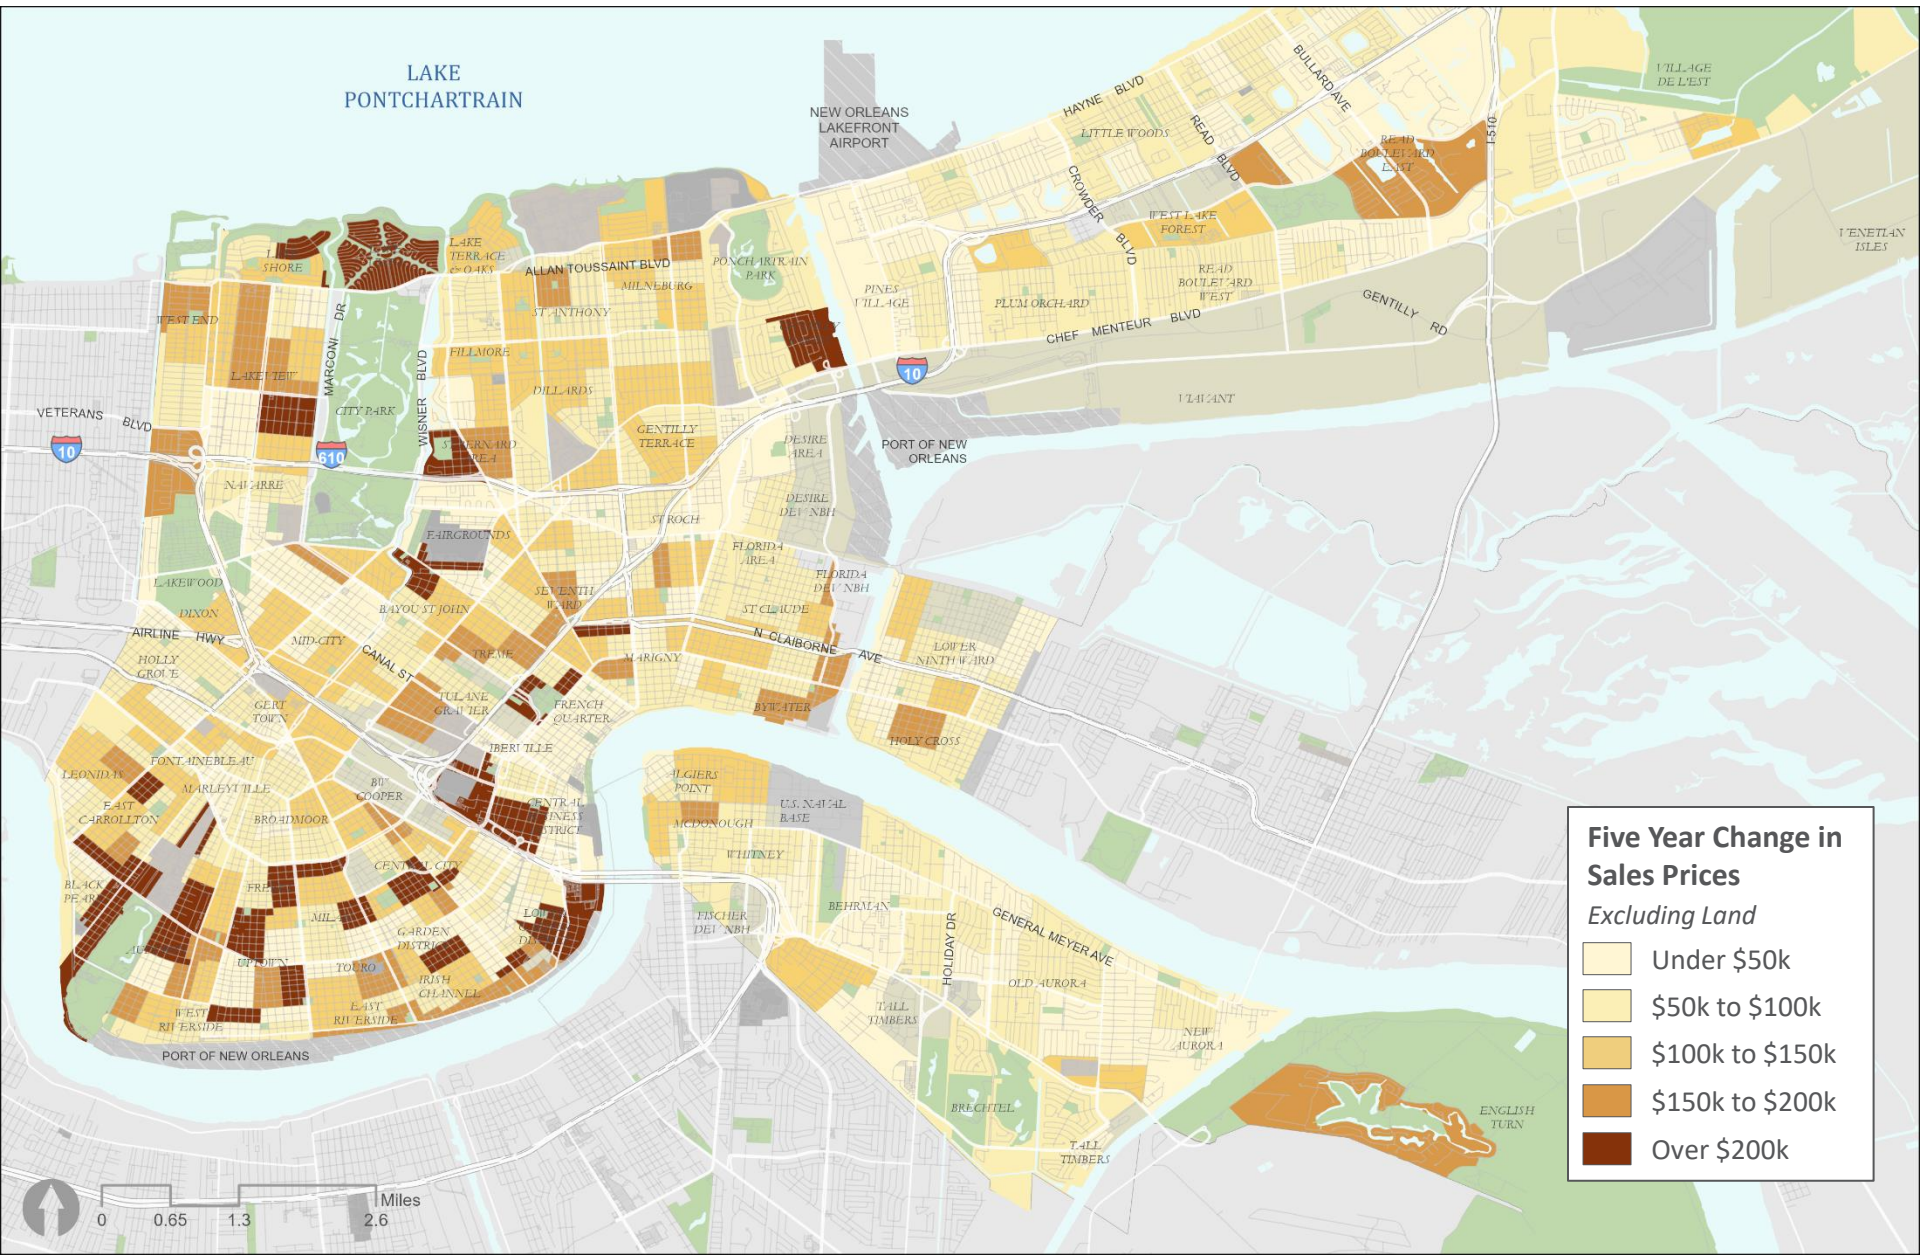 LAKE
PONTCHARTRAIN
NEW ORLEANS
LAKEFRONT
AIRPORT
HAYNE BLVD
BULLARD AVE
VILLAGE
DE L'EST
LITTLE WOODS
READ BLVD
I-510
READ
BOULEVARD
EAST
CROWDER BLVD
WEST LAKE
FOREST
VENETIAN
ISLES
SHORE
LAKE
TERRACE
& OAKS
ALLAN TOUSSAINT BLVD
MILNEBURG
PONCHARTRAIN
PARK
PINES
VILLAGE
READ
BOULEVARD
WEST
PLUM ORCHARD
GENTILLY RD
CHEF MENTEUR BLVD
WEST END
MARCONI DR
ST ANTHONY
FILLMORE
LAKEVIEW
WISNER BLVD
DILLARDS
10
VIAVANT
CITY PARK
VETERANS BLVD
10
610
ST BERNARD
AREA
GENTILLY
TERRACE
DESIRE
AREA
PORT OF NEW
ORLEANS
NAVARRE
DESIRE
DEV NBH
FAIRGROUNDS
ST ROCH
FLORIDA
AREA
LAKEWOOD
FLORIDA
DEV NBH
DIXON
BAYOU ST JOHN
SEVENTH
WARD
ST CLAUDE
AIRLINE HWY
MID-CITY
CANAL ST
TREME
MARIGNY
N CLAIBORNE AVE
LOWER
NINTH WARD
HOLLY
GROVE
GERT
TOWN
TULANE
GRAVIER
FRENCH
QUARTER
BYWATER
HOLY CROSS
IBERVILLE
FONTAINEBLEAU
LEONIDAS
MARLEYVILLE
BW
COOPER
ALGIERS
POINT
U.S. NAVAL
BASE
EAST
CARROLLTON
BROADMOOR
CENTRAL
BUSINESS
DISTRICT
MCDONOUGH
WHITNEY
CENTRAL CITY
BLACK
PEARL
FRE
MILAN
GARDEN
DISTRICT
FISCHER
DEV NBH
BEHRMAN
HOLIDAY DR
GENERAL MEYER AVE
AU
UPTOWN
TOURO
IRISH
CHANNEL
OLD AURORA
WEST
RIVERSIDE
EAST
RIVERSIDE
TALL
TIMBERS
NEW
AURORA
PORT OF NEW ORLEANS
BRECHTEL
TALL
TIMBERS
ENGLISH
TURN
Five Year Change in
Sales Prices
Excluding Land
Under $50k
$50k to $100k
$100k to $150k
$150k to $200k
Over $200k
Miles
0 0.65 1.3 2.6